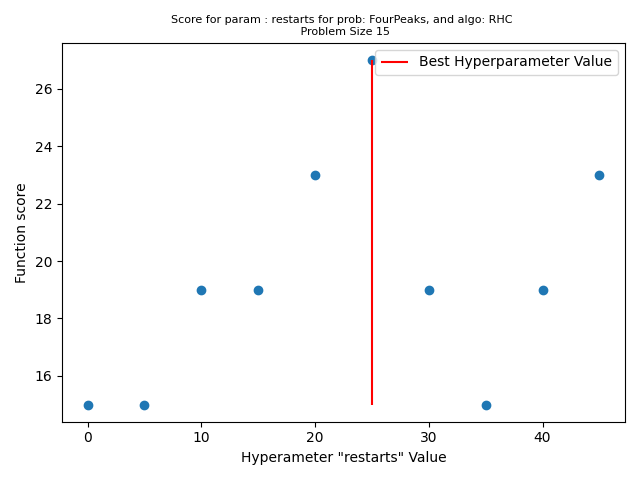 Score for param : restarts for prob: FourPeaks, and algo: RHC
Problem Size 15
Best Hyperparameter Value
Function score
26
24
22
20
18
16
0
10
20
30
40
Hyperameter "restarts" Value